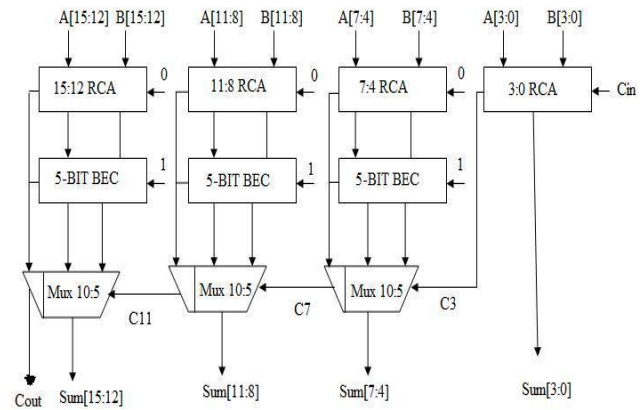 A[15:12] B[15:12] A[11:8] B[11:8] A[7:4] B[7:4] A[3:0] B[3:0]
0 0 0
15:12 RCA 11:8 RCA 7:4 RCA 3:0 RCA Cin
1 1 1
5-BIT BEC 5-BIT BEC 5-BIT BEC
Mux 10:5 Mux 10:5 Mux 10:5
C11 C7 C3
Cout Sum[15:12] Sum[11:8] Sum[7:4] Sum[3:0]